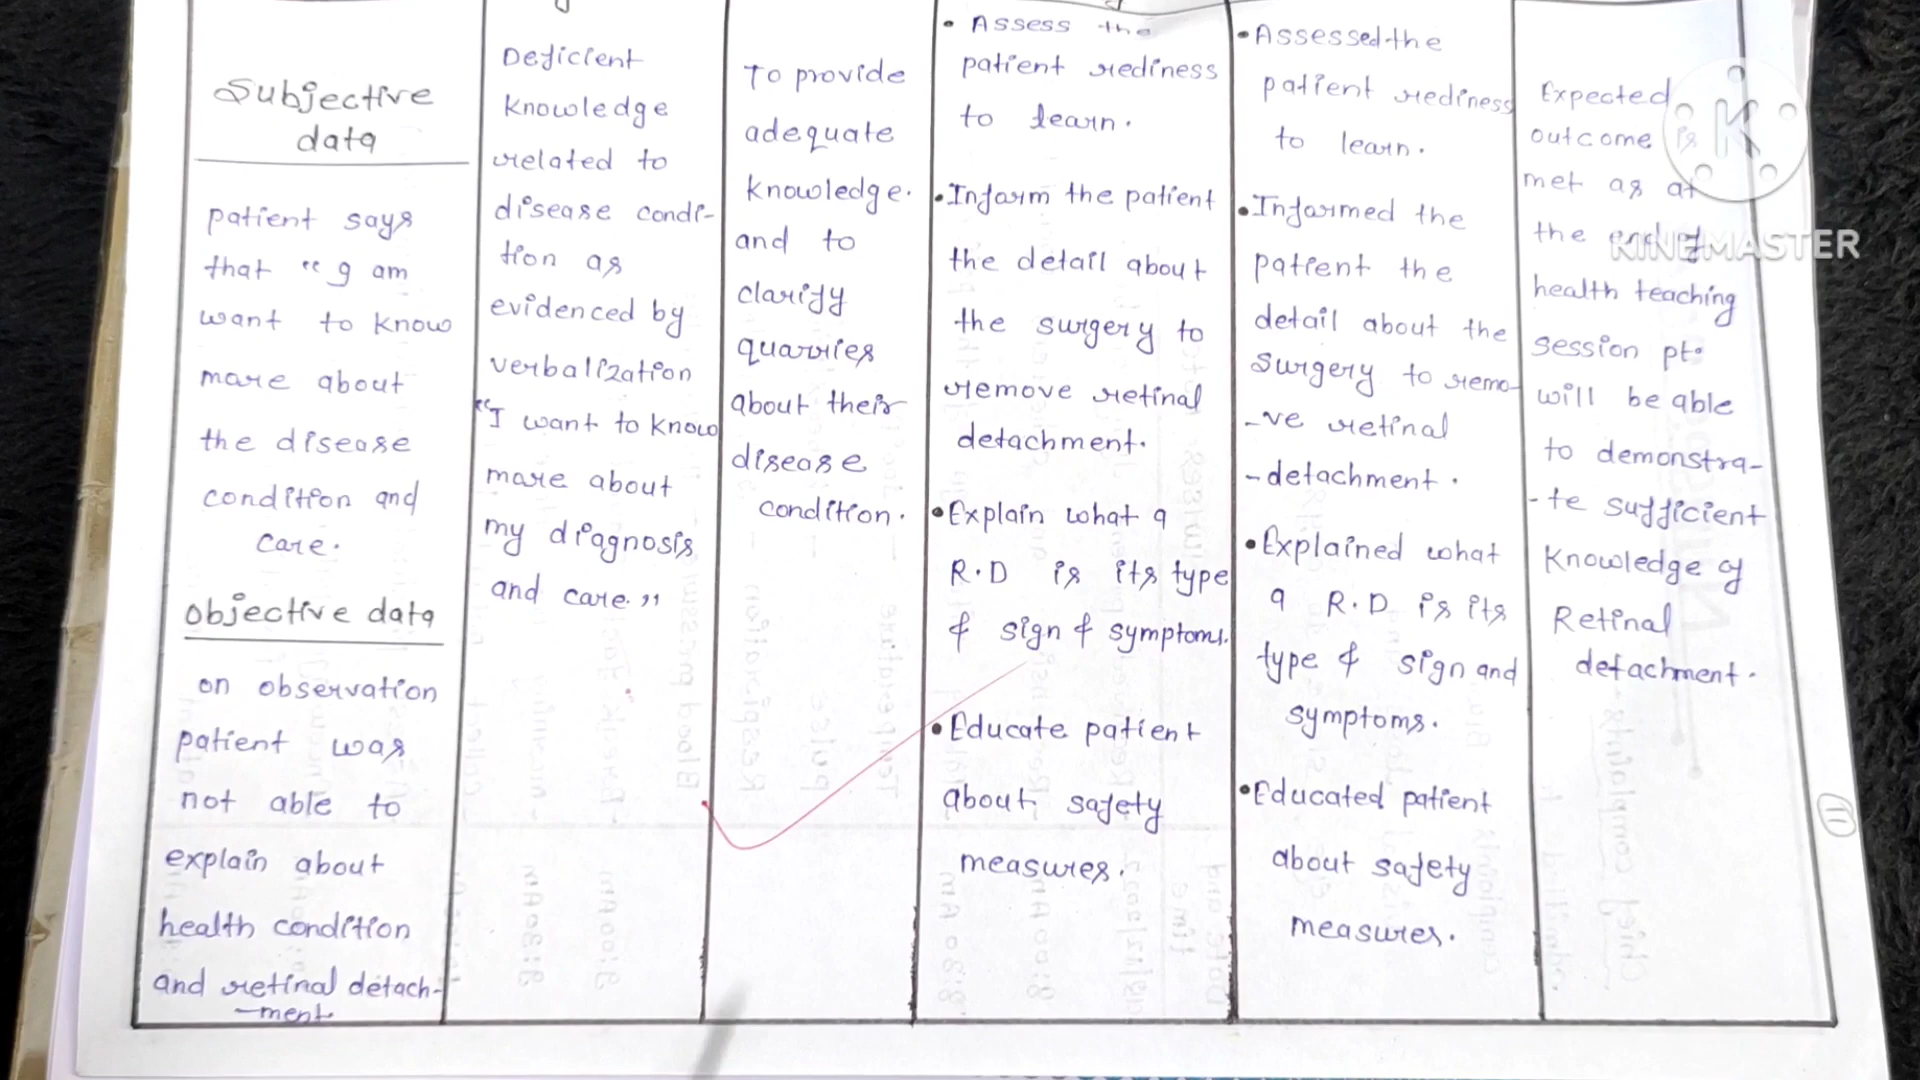 Subjective
data
patient says
that "g am
want to know
more about
the disease
condition and
care.
objective data
on observation
patient was
not able to
explain about
health condition
and retinal detach-
-ment.
Deficient
knowledge
related to
disease condi-
tion as
evidenced by
verbalization
"I want to know
more about
my diagnosis
and care."
To provide
adequate
knowledge.
and to
clarify
quarries
about their
disease
condition.
• Assess the
patient rediness
to learn.
• Inform the patient
the detail about
the surgery to
remove retinal
detachment.
• Explain what a
R.D is its type
& sign & symptoms.
• Educate patient
about safety
measures.
• Assessed the
patient rediness
to learn.
• Informed the
patient the
detail about the
surgery to remo-
-ve retinal
-detachment.
• Explained what
a R.D is its
type & sign and
symptoms.
• Educated patient
about safety
measures.
Expected
outcome is
met as at
the end of
health teaching
session pt.
will be able
to demonstra-
-te sufficient
knowledge of
Retinal
detachment.
11
K
KINEMASTER